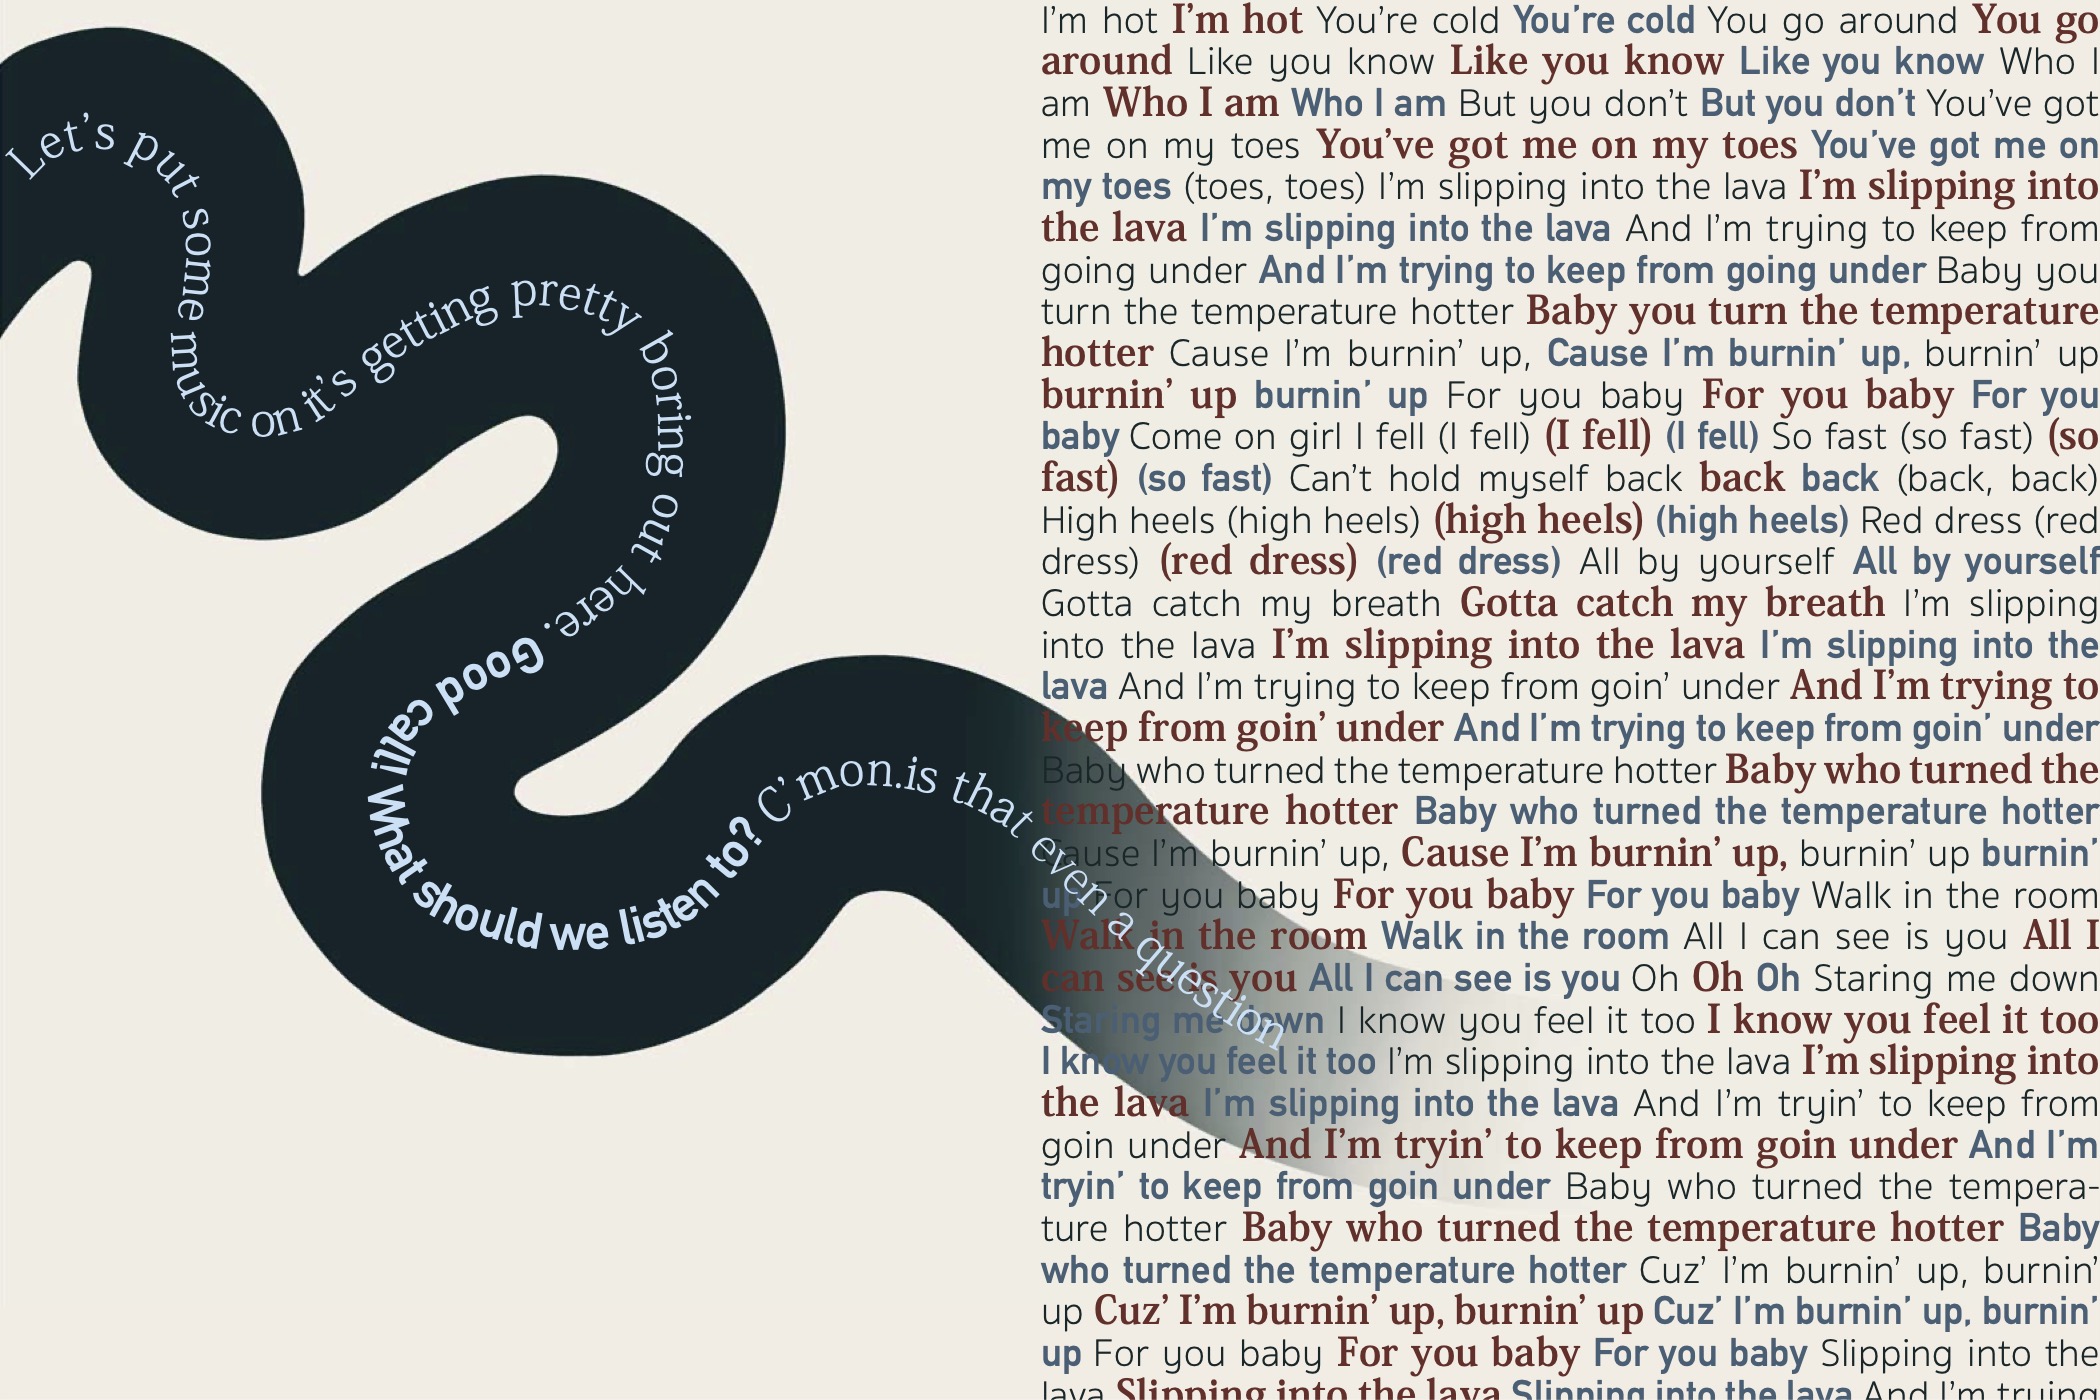 Let's put some music on it's getting pretty boring out here. Good call! What should we listen to? C'mon.is that even a question
I'm hot I'm hot You're cold You're cold You go around You go
around Like you know Like you know Like you know Who I
am Who I am Who I am But you don't But you don't You've got
me on my toes You've got me on my toes You've got me on
my toes (toes, toes) I'm slipping into the lava I'm slipping into
the lava I'm slipping into the lava And I'm trying to keep from
going under And I'm trying to keep from going under Baby you
turn the temperature hotter Baby you turn the temperature
hotter Cause I'm burnin' up, Cause I'm burnin' up, burnin' up
burnin' up burnin' up For you baby For you baby For you
baby Come on girl I fell (I fell) (I fell) (I fell) So fast (so fast) (so
fast) (so fast) Can't hold myself back back back (back, back)
High heels (high heels) (high heels) (high heels) Red dress (red
dress) (red dress) (red dress) All by yourself All by yourself
Gotta catch my breath Gotta catch my breath I'm slipping
into the lava I'm slipping into the lava I'm slipping into the
lava And I'm trying to keep from goin' under And I'm trying to
keep from goin' under And I'm trying to keep from goin' under
Baby who turned the temperature hotter Baby who turned the
temperature hotter Baby who turned the temperature hotter
Cause I'm burnin' up, Cause I'm burnin' up, burnin' up burnin'
up For you baby For you baby For you baby Walk in the room
Walk in the room Walk in the room All I can see is you All I
can see is you All I can see is you Oh Oh Oh Staring me down
Staring me down I know you feel it too I know you feel it too
I know you feel it too I'm slipping into the lava I'm slipping into
the lava I'm slipping into the lava And I'm tryin' to keep from
goin under And I'm tryin' to keep from goin under And I'm
tryin' to keep from goin under Baby who turned the tempera-
ture hotter Baby who turned the temperature hotter Baby
who turned the temperature hotter Cuz' I'm burnin' up, burnin'
up Cuz' I'm burnin' up, burnin' up Cuz' I'm burnin' up, burnin'
up For you baby For you baby For you baby Slipping into the
lava Slipping into the lava Slipping into the lava And I'm trying